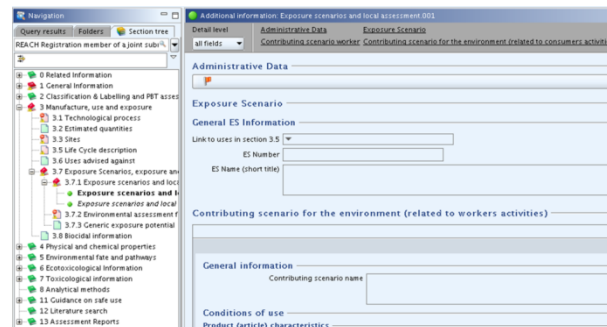 Navigation
Query results Folders Section tree
REACH Registration member of a joint subm
0 Related Information
1 General Information
2 Classification & Labelling and PBT asses
3 Manufacture, use and exposure
3.1 Technological process
3.2 Estimated quantities
3.3 Sites
3.5 Life Cycle description
3.6 Uses advised against
3.7 Exposure Scenarios, exposure an
3.7.1 Exposure scenarios and loc
Exposure scenarios and l
Exposure scenarios and local
3.7.2 Environmental assessment f
3.7.3 Generic exposure potential
3.8 Biocidal information
4 Physical and chemical properties
5 Environmental fate and pathways
6 Ecotoxicological Information
7 Toxicological information
8 Analytical methods
11 Guidance on safe use
12 Literature search
13 Assessment Reports
Additional information: Exposure scenarios and local assessment.001
Detail level Administrative Data Exposure Scenario
all fields Contributing scenario worker Contributing scenario for the environment (related to consumers activiti
Administrative Data
Exposure Scenario
General ES Information
Link to uses in section 3.5
ES Number
ES Name (short title)
Contributing scenario for the environment (related to workers activities)
General information
Contributing scenario name
Conditions of use
Product (article) characteristics